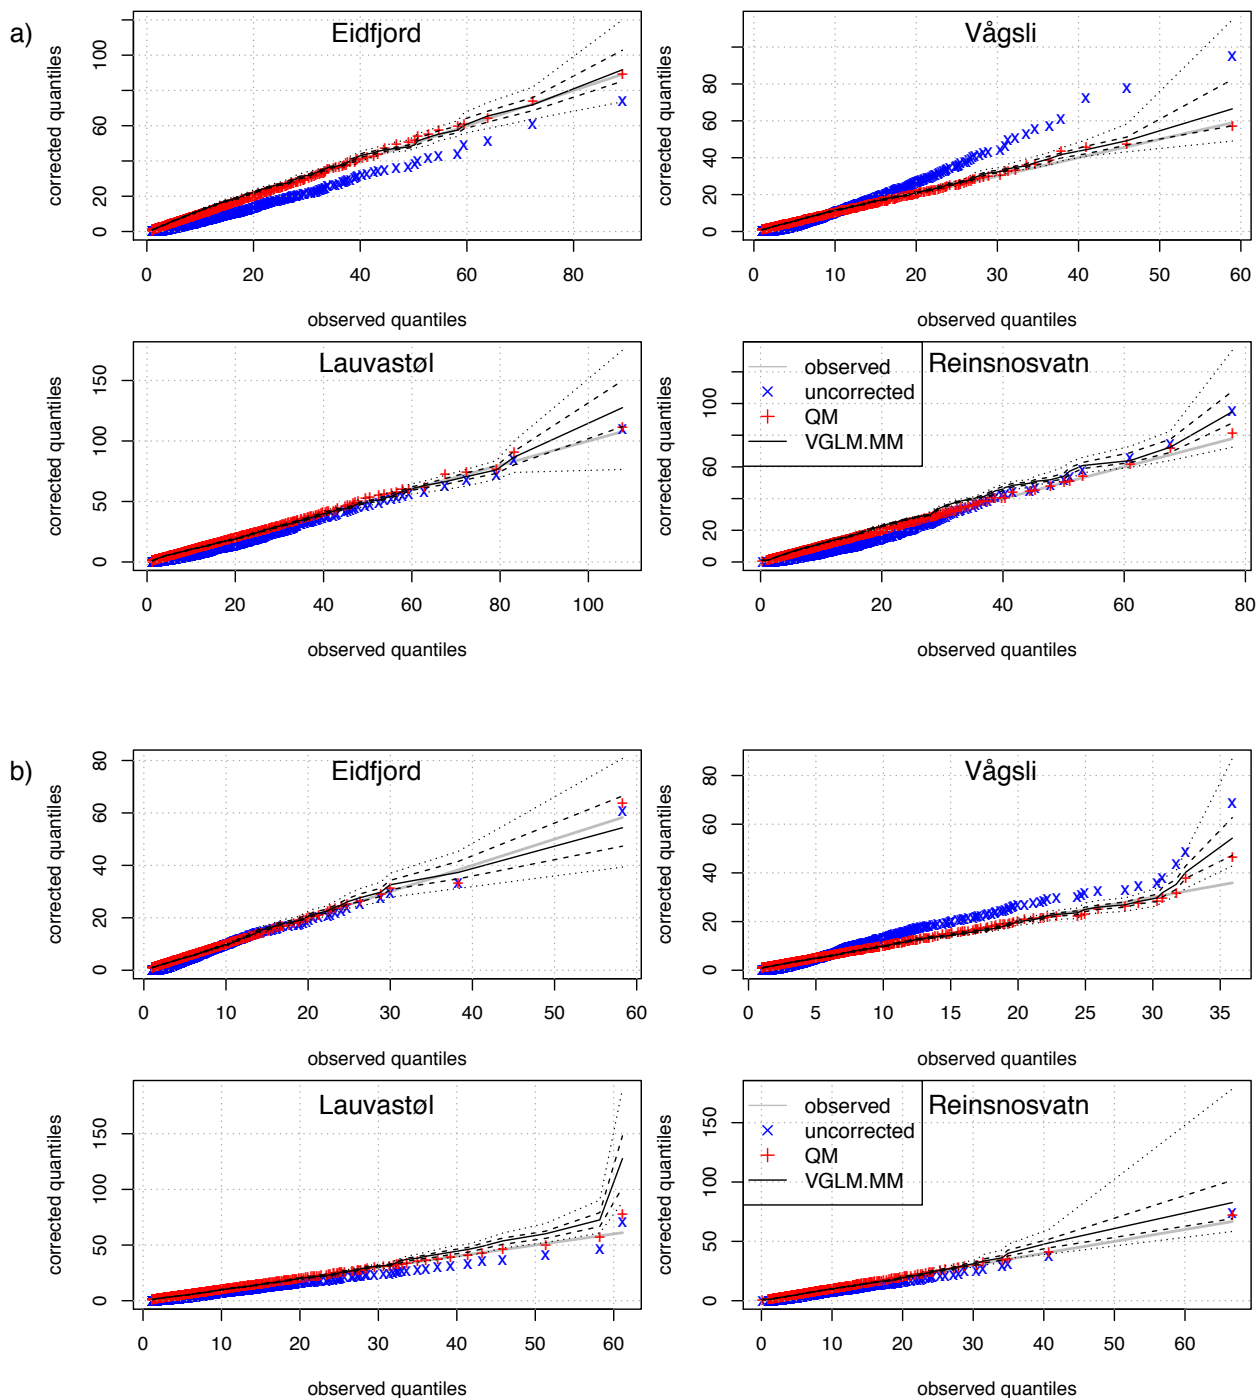 a)
Eidfjord
corrected quantiles
0 20 60 100
0 20 40 60 80
observed quantiles
Vågsli
corrected quantiles
0 20 40 60 80
0 10 20 30 40 50 60
observed quantiles
Lauvastøl
corrected quantiles
0 50 100 150
0 20 40 60 80 100
observed quantiles
Reinsnosvatn
observed
uncorrected
QM
VGLM.MM
corrected quantiles
0 20 60 100
0 20 40 60 80
observed quantiles
b)
Eidfjord
corrected quantiles
0 20 40 60 80
0 10 20 30 40 50 60
observed quantiles
Vågsli
corrected quantiles
0 20 40 60 80
0 5 10 15 20 25 30 35
observed quantiles
Lauvastøl
corrected quantiles
0 50 100 150
0 10 20 30 40 50 60
observed quantiles
Reinsnosvatn
observed
uncorrected
QM
VGLM.MM
corrected quantiles
0 50 100 150
0 10 20 30 40 50 60
observed quantiles